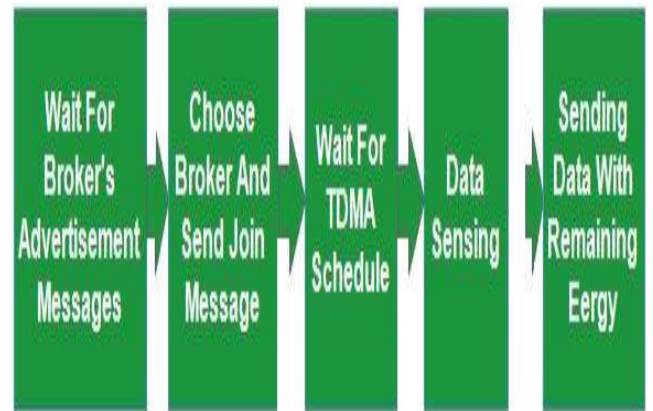 Wait For
Broker's
Advertisement
Messages
Choose
Broker And
Send Join
Message
Wait For
TDMA
Schedule
Data
Sensing
Sending
Data With
Remaining
Eergy